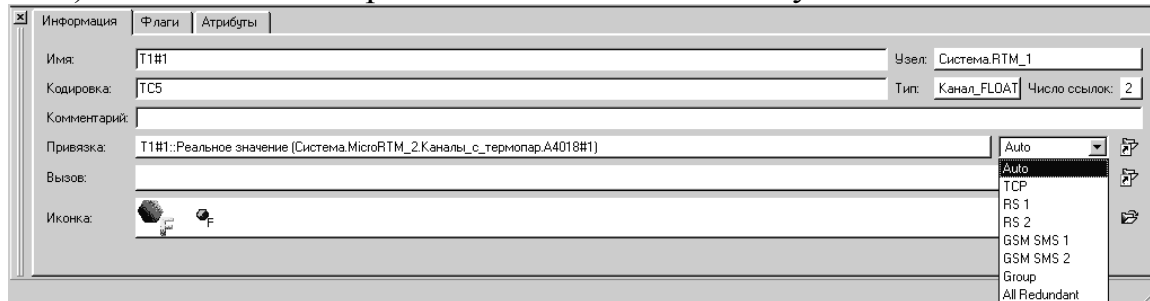 Информация Флаги Атрибуты
Имя: T1#1 Узел: Система.RTM_1
Кодировка: TC5 Тип: Канал_FLOAT Число ссылок: 2
Комментарий:
Привязка: T1#1::Реальное значение (Система.MicroRTM_2.Каналы_с_термопар.A4018#1) Auto
Вызов: Auto
TCP
RS 1
Иконка: F F RS 2
GSM SMS 1
GSM SMS 2
Group
All Redundant